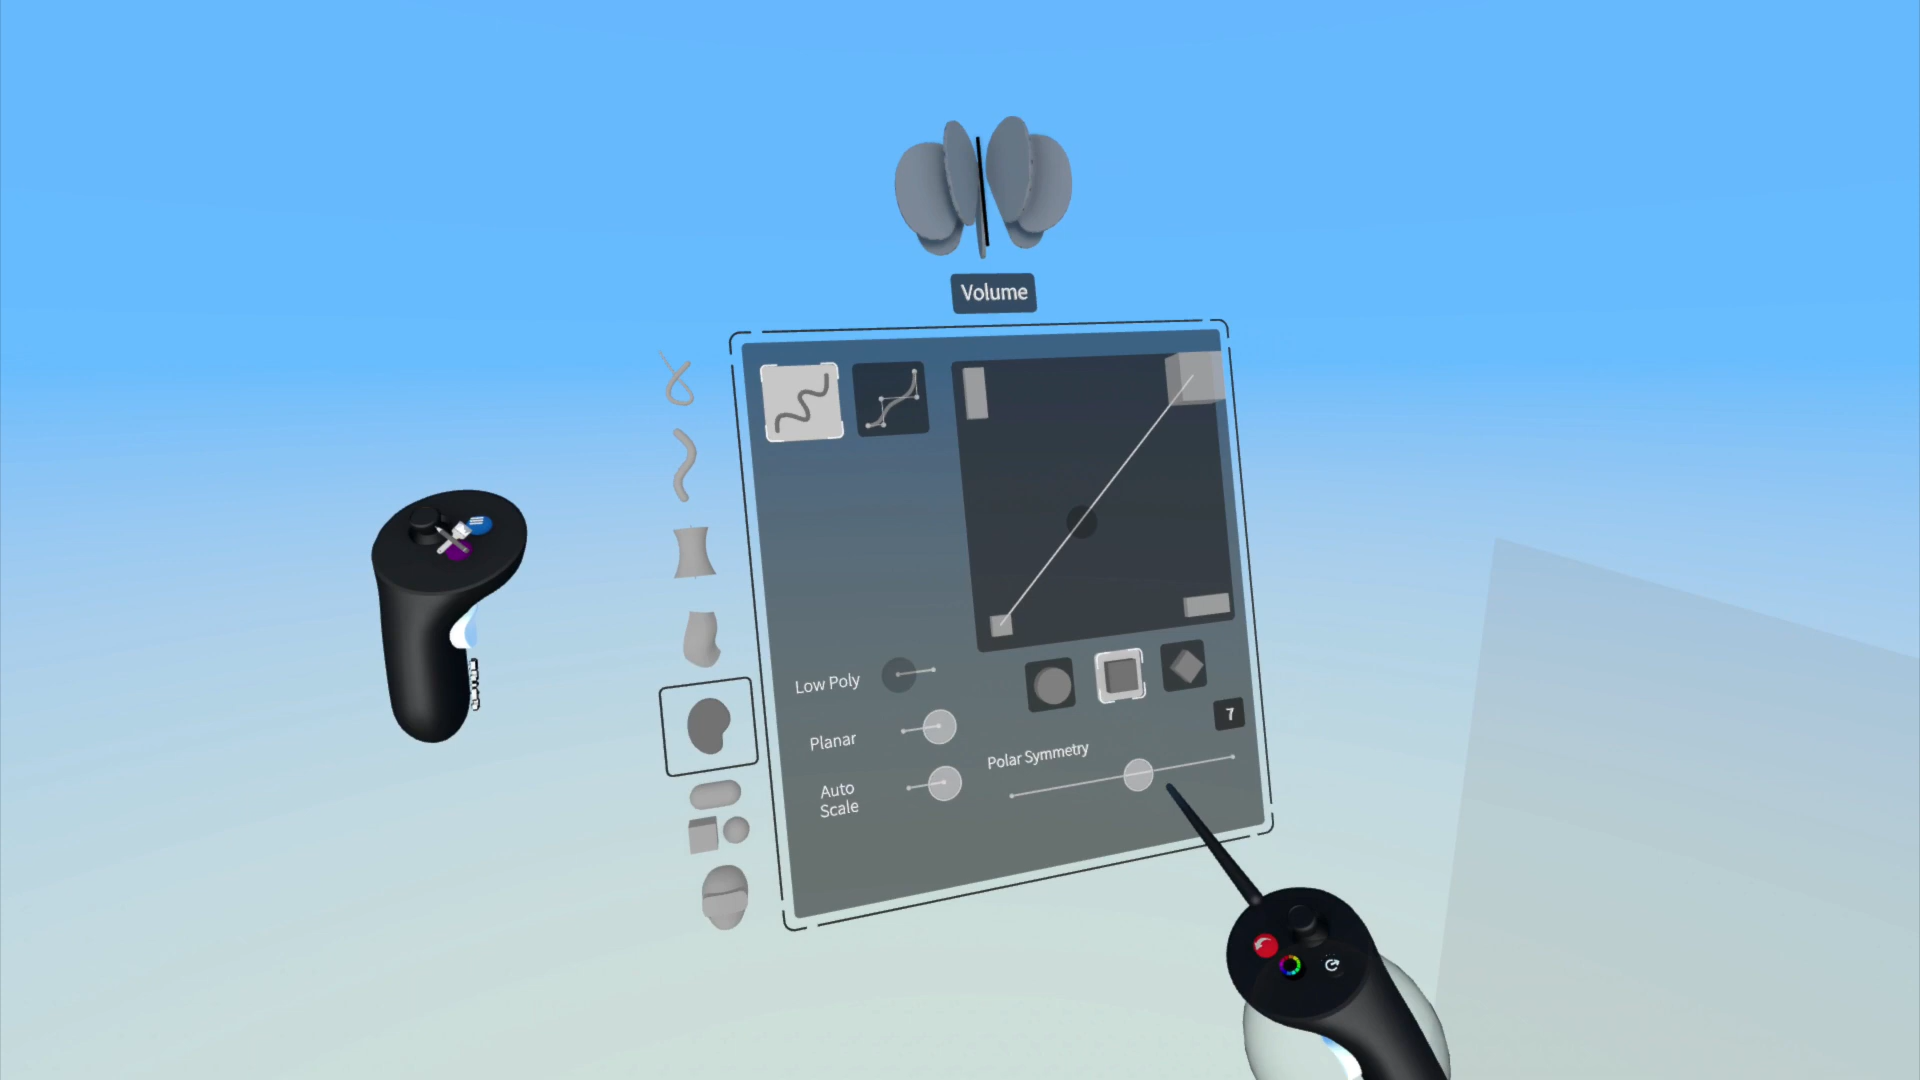 Volume
Low Poly
Planar
Auto
Scale
7
Polar Symmetry